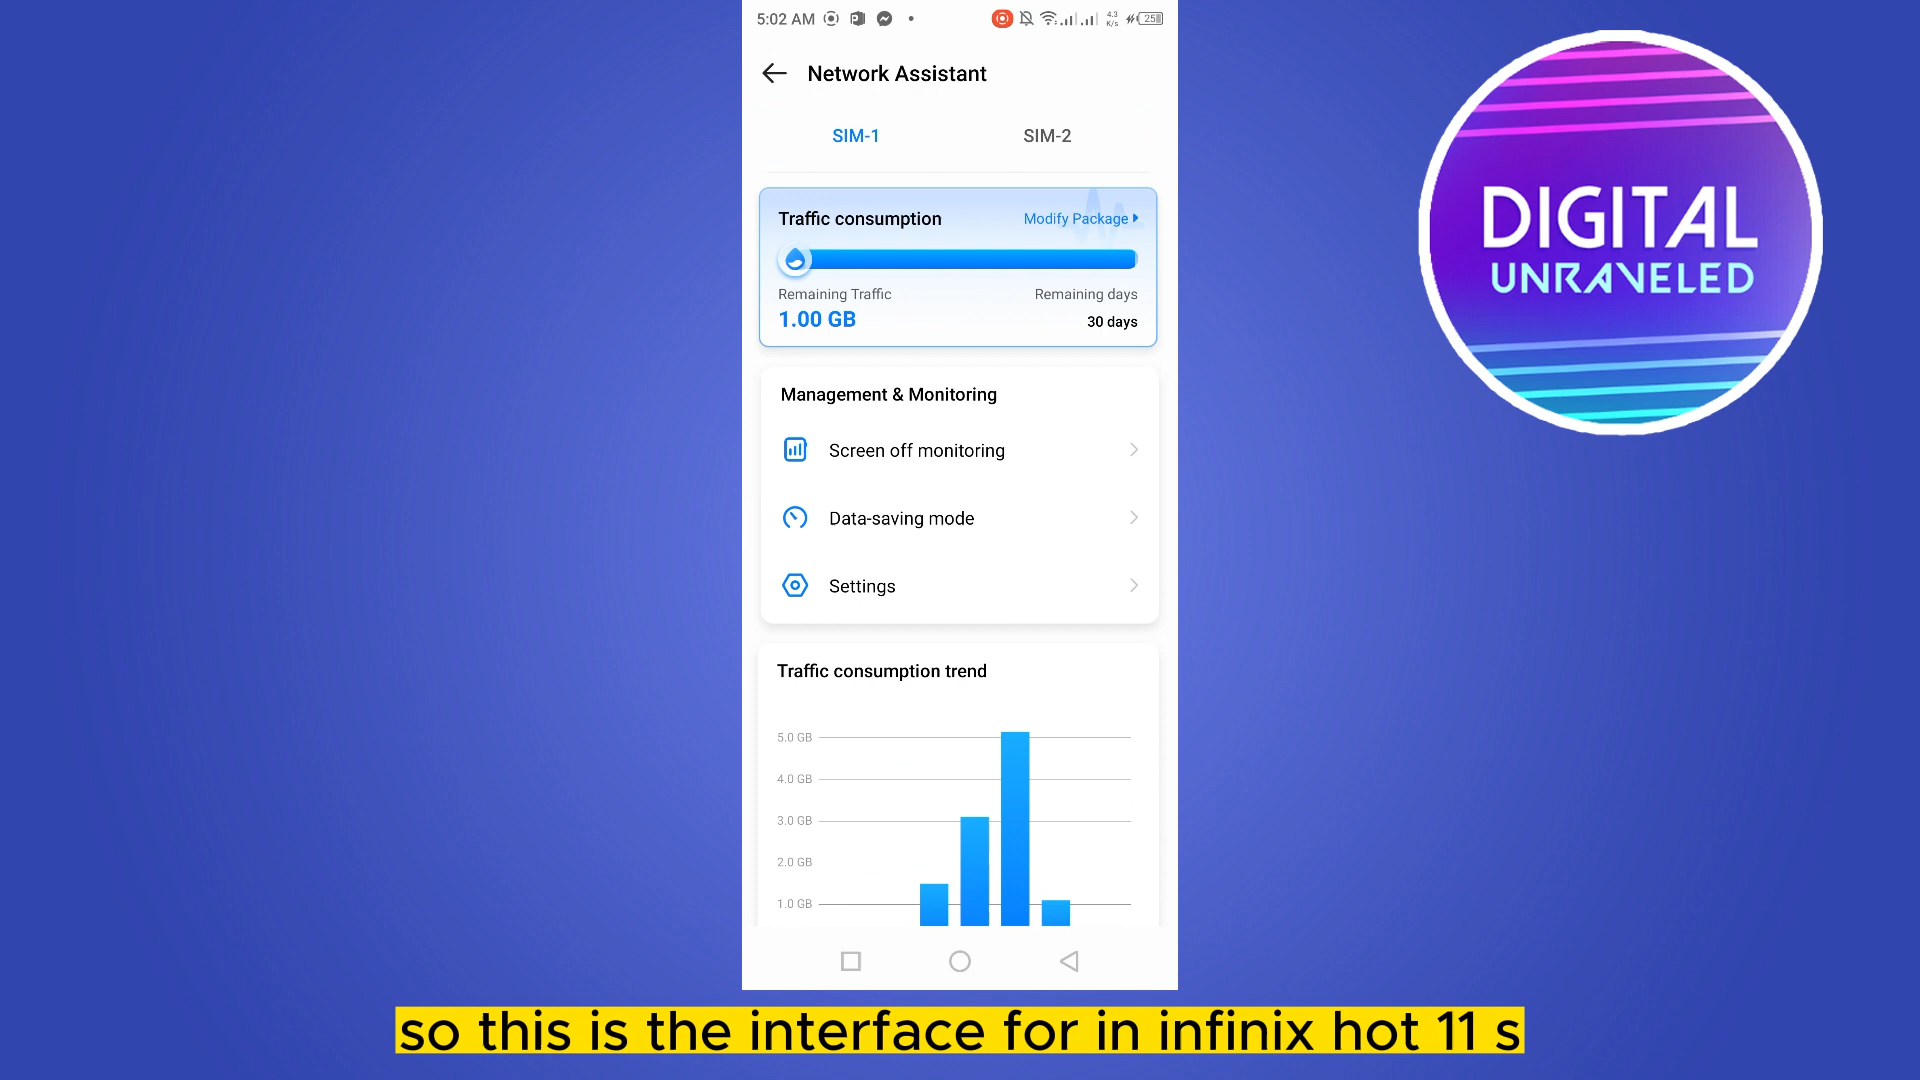 5:02 AM
4.3
K/s
25
Network Assistant
SIM-1
SIM-2
Traffic consumption
Modify Package
Remaining Traffic
Remaining days
1.00 GB
30 days
Management & Monitoring
Screen off monitoring
Data-saving mode
Settings
Traffic consumption trend
5.0 GB
4.0 GB
3.0 GB
2.0 GB
1.0 GB
DIGITAL
UNRAVELED
so this is the interface for in infinix hot 11 s